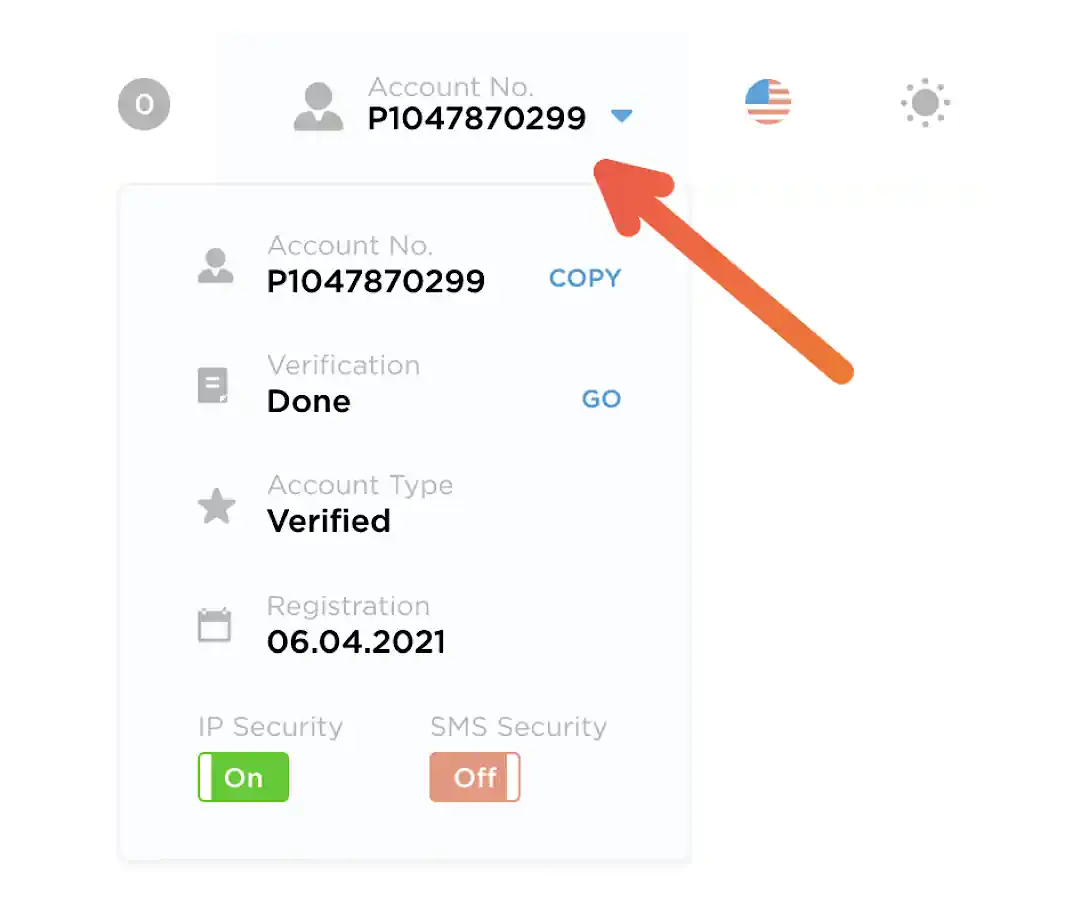 0
Account No.
P1047870299
Account No.
P1047870299 COPY
Verification
Done GO
Account Type
Verified
Registration
06.04.2021
IP Security SMS Security
On Off